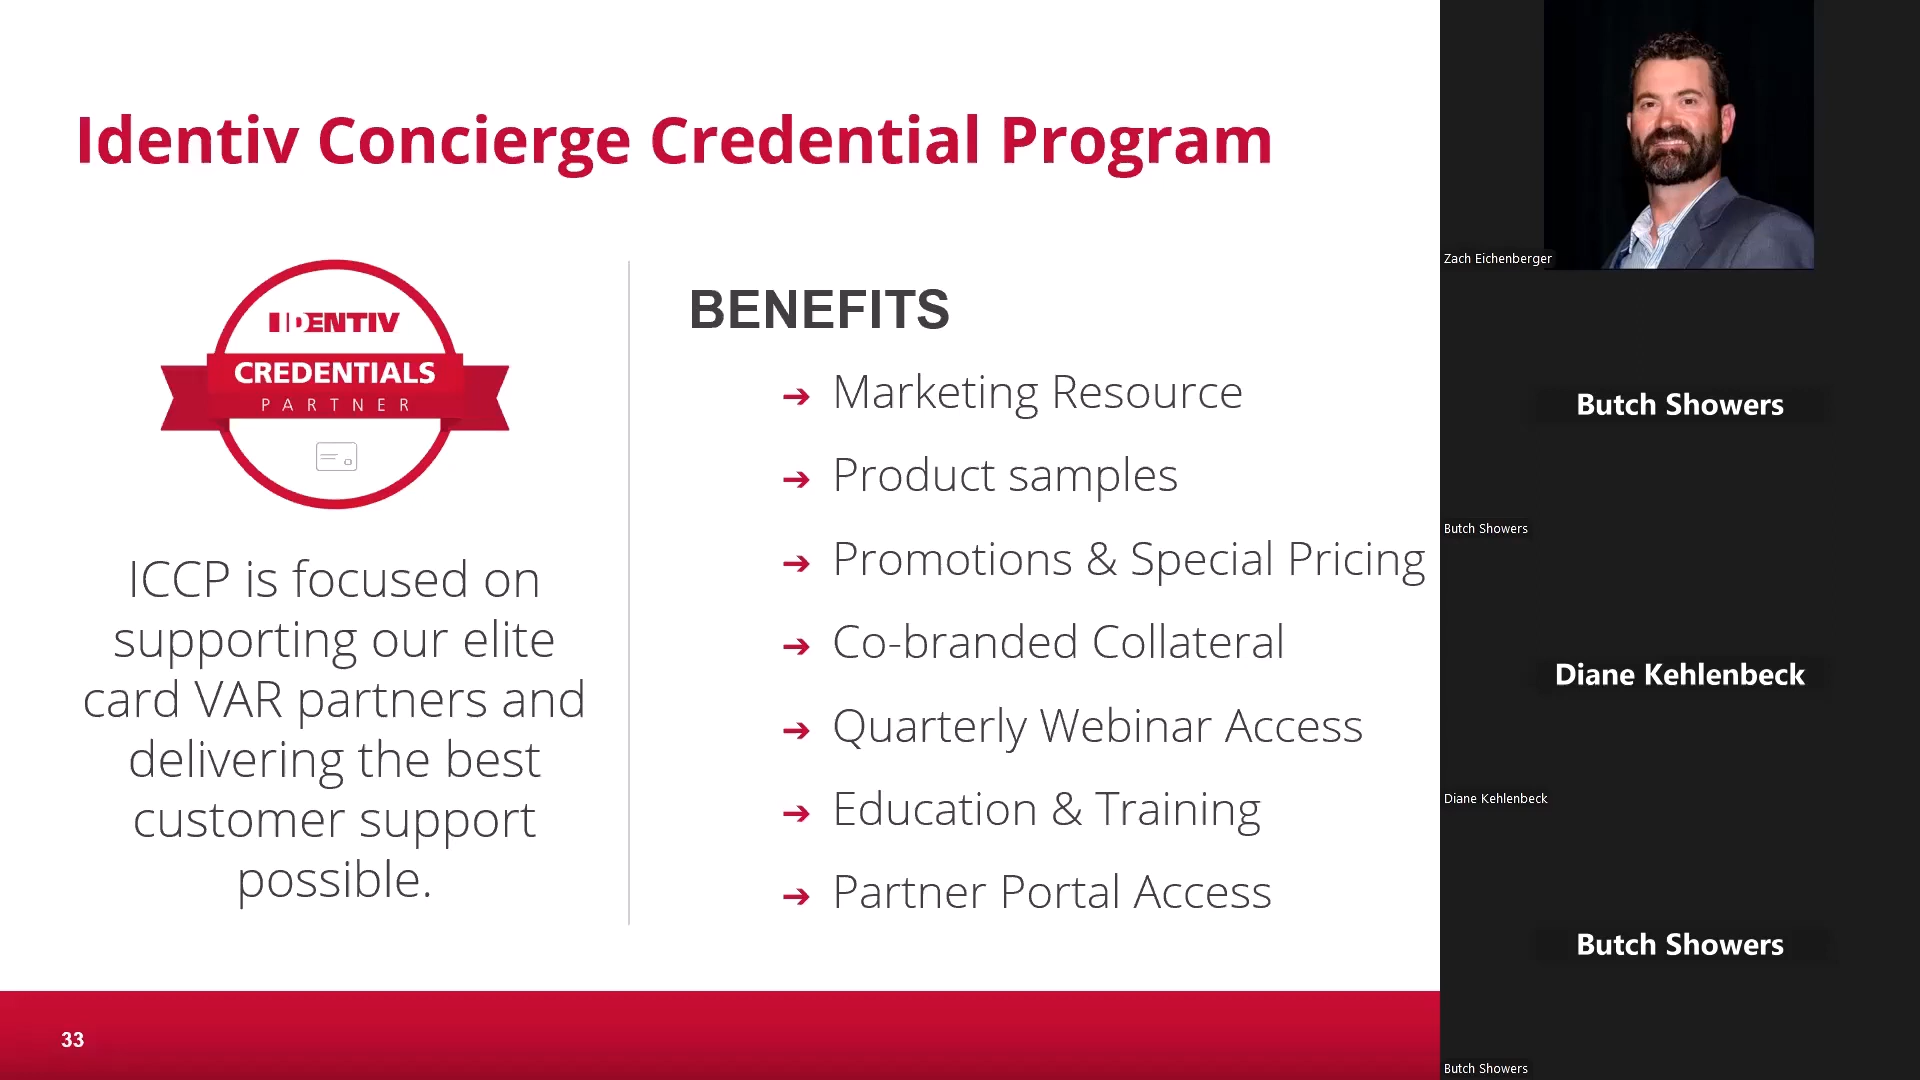 Identiv Concierge Credential Program
IDENTIV
CREDENTIALS
PARTNER
ICCP is focused on
supporting our elite
card VAR partners and
delivering the best
customer support
possible.
BENEFITS
➔ Marketing Resource
➔ Product samples
➔ Promotions & Special Pricing
➔ Co-branded Collateral
➔ Quarterly Webinar Access
➔ Education & Training
➔ Partner Portal Access
33
Zach Eichenberger
Butch Showers
Butch Showers
Diane Kehlenbeck
Diane Kehlenbeck
Butch Showers
Butch Showers